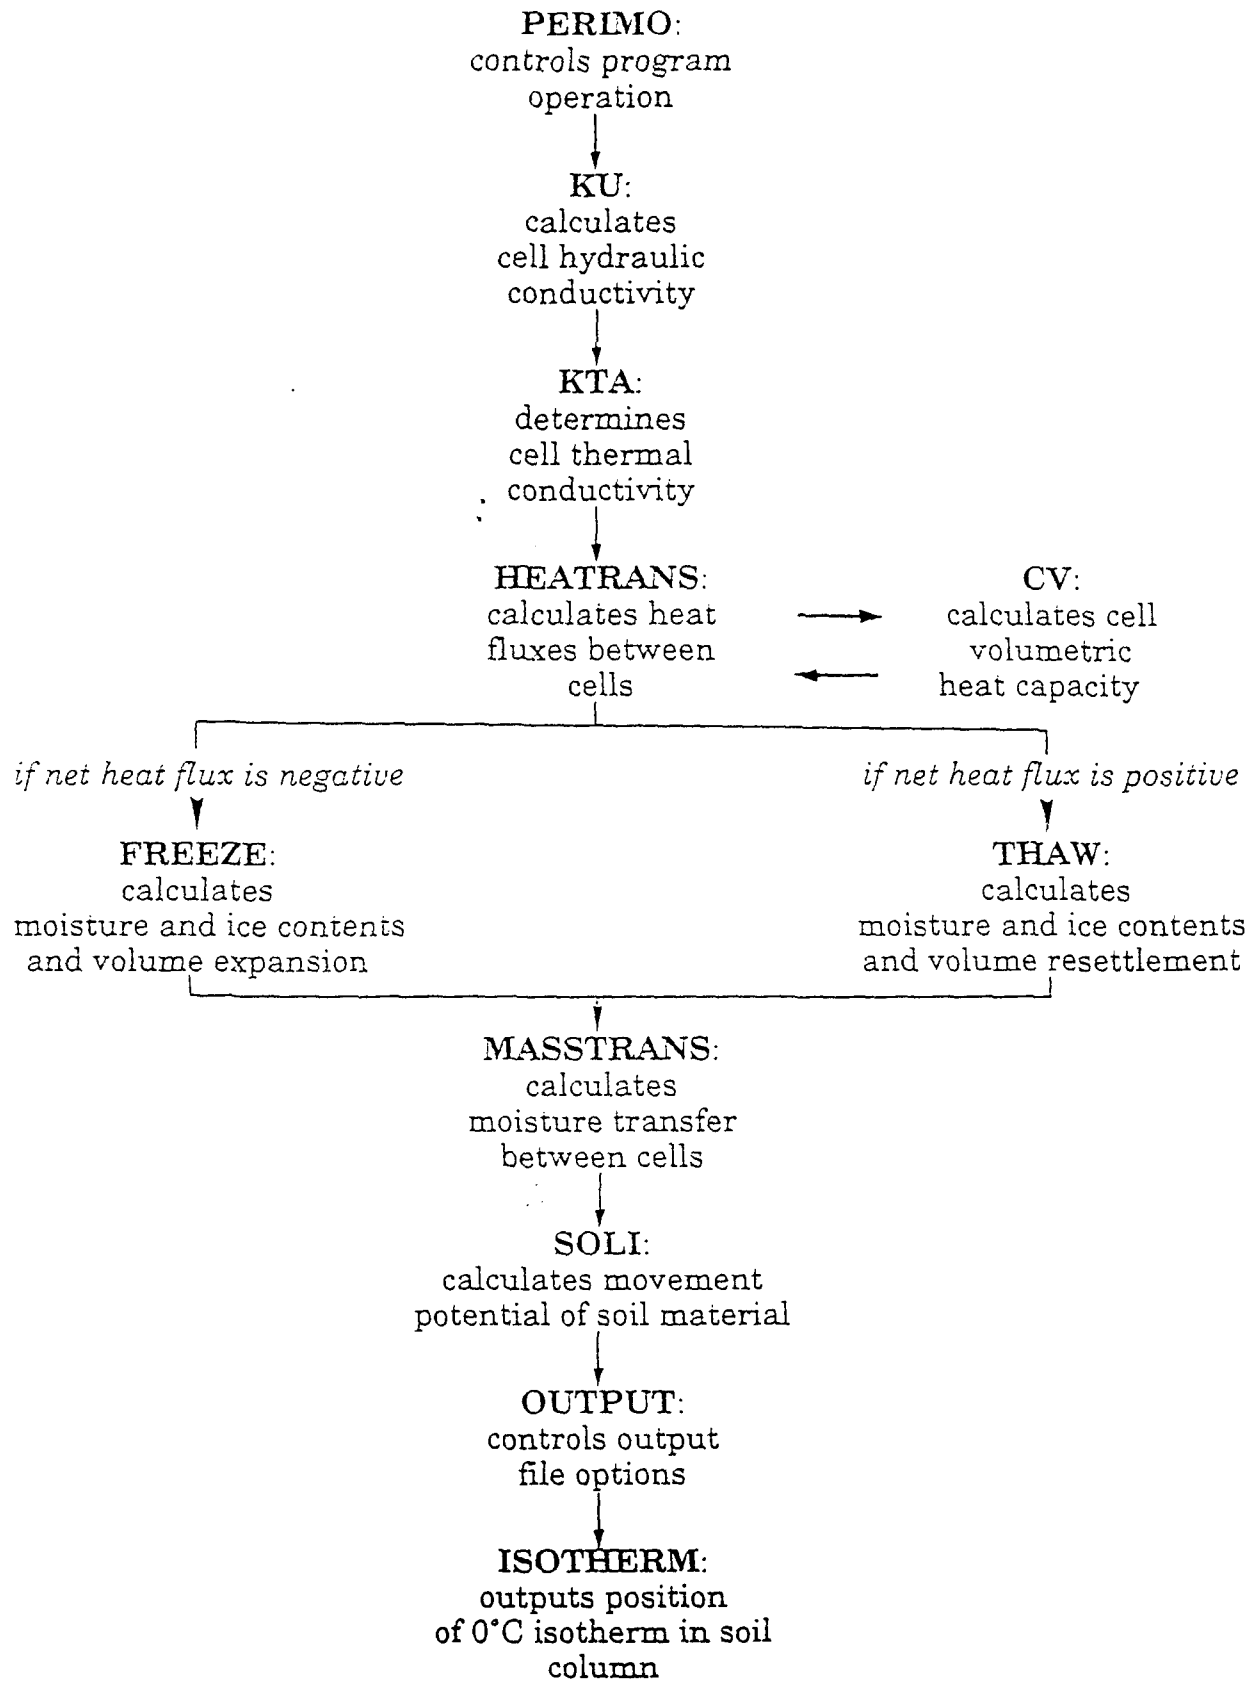 PERIMO:
controls program
operation
KU:
calculates
cell hydraulic
conductivity
KTA:
determines
cell thermal
conductivity
HEATRANS:
calculates heat
fluxes between
cells
CV:
calculates cell
volumetric
heat capacity
if net heat flux is negative
if net heat flux is positive
FREEZE:
calculates
moisture and ice contents
and volume expansion
THAW:
calculates
moisture and ice contents
and volume resettlement
MASSTRANS:
calculates
moisture transfer
between cells
SOLI:
calculates movement
potential of soil material
OUTPUT:
controls output
file options
ISOTHERM:
outputs position
of 0°C isotherm in soil
column